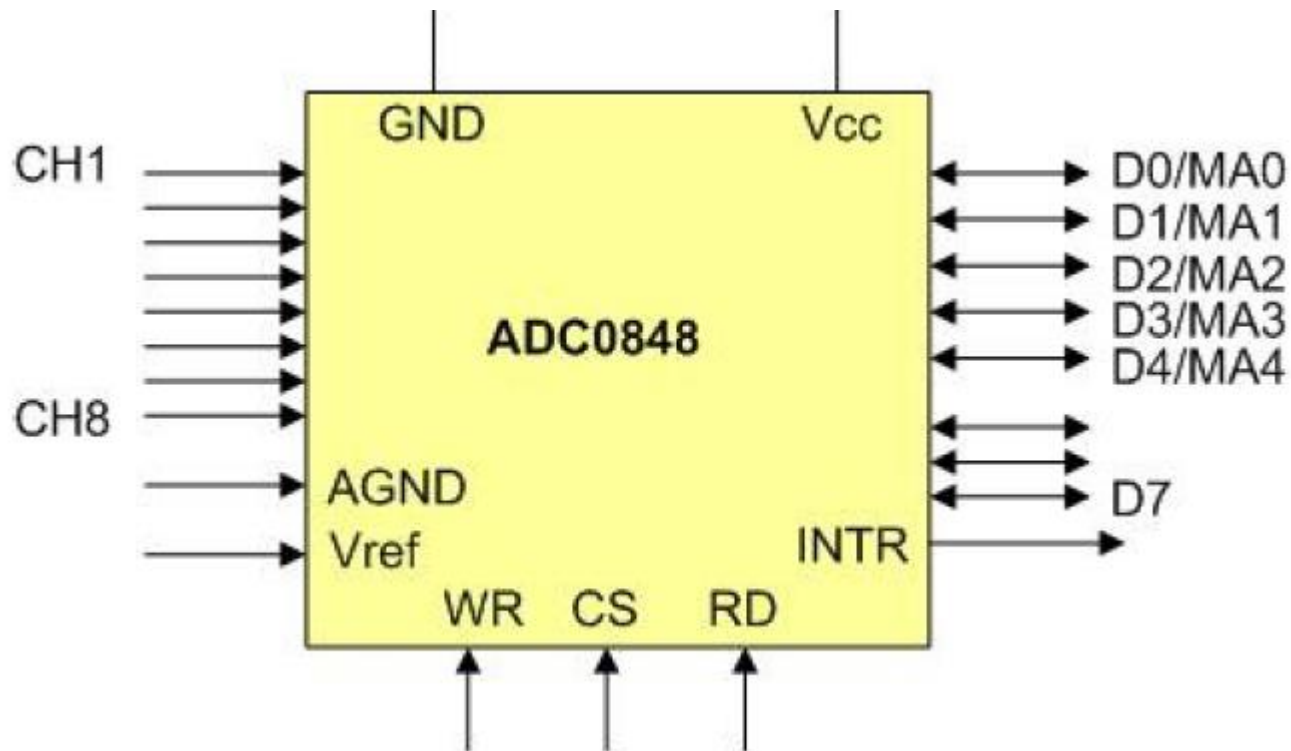 GND Vcc
CH1
D0/MA0
D1/MA1
D2/MA2
D3/MA3
ADC0848
D4/MA4
CH8
AGND
D7
Vref
INTR
WR CS RD